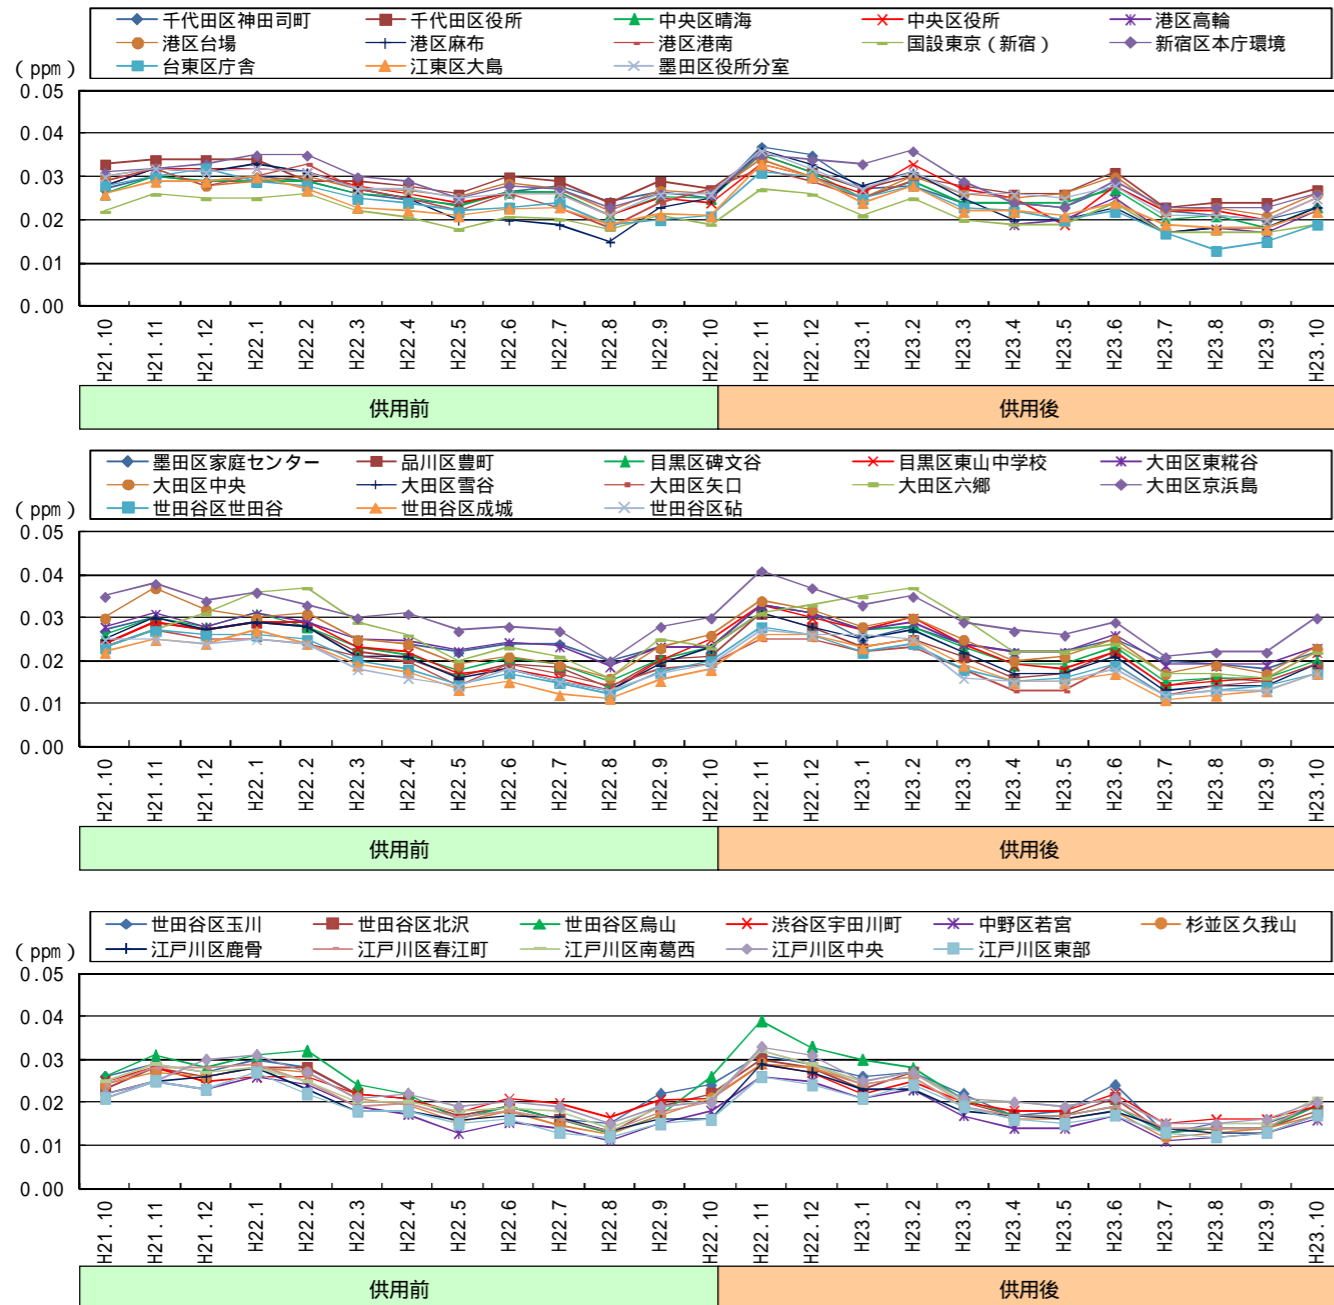 千代田区神田司町 千代田区役所 中央区晴海 中央区役所 港区高輪
港区台場 港区麻布 港区港南 国設東京（新宿） 新宿区本庁環境
台東区庁舎 江東区大島 墨田区役所分室
(ppm)
0.05
0.04
0.03
0.02
0.01
0.00
H21.10 H21.11 H21.12 H22.1 H22.2 H22.3 H22.4 H22.5 H22.6 H22.7 H22.8 H22.9 H22.10 H22.11 H22.12 H23.1 H23.2 H23.3 H23.4 H23.5 H23.6 H23.7 H23.8 H23.9 H23.10
供用前 供用後
墨田区家庭センター 品川区豊町 目黒区碑文谷 目黒区東山中学校 大田区東糀谷
大田区中央 大田区雪谷 大田区矢口 大田区六郷 大田区京浜島
世田谷区世田谷 世田谷区成城 世田谷区砧
(ppm)
0.05
0.04
0.03
0.02
0.01
0.00
H21.10 H21.11 H21.12 H22.1 H22.2 H22.3 H22.4 H22.5 H22.6 H22.7 H22.8 H22.9 H22.10 H22.11 H22.12 H23.1 H23.2 H23.3 H23.4 H23.5 H23.6 H23.7 H23.8 H23.9 H23.10
供用前 供用後
世田谷区玉川 世田谷区北沢 世田谷区烏山 渋谷区宇田川町 中野区若宮 杉並区久我山
江戸川区鹿骨 江戸川区春江町 江戸川区南葛西 江戸川区中央 江戸川区東部
(ppm)
0.05
0.04
0.03
0.02
0.01
0.00
H21.10 H21.11 H21.12 H22.1 H22.2 H22.3 H22.4 H22.5 H22.6 H22.7 H22.8 H22.9 H22.10 H22.11 H22.12 H23.1 H23.2 H23.3 H23.4 H23.5 H23.6 H23.7 H23.8 H23.9 H23.10
供用前 供用後